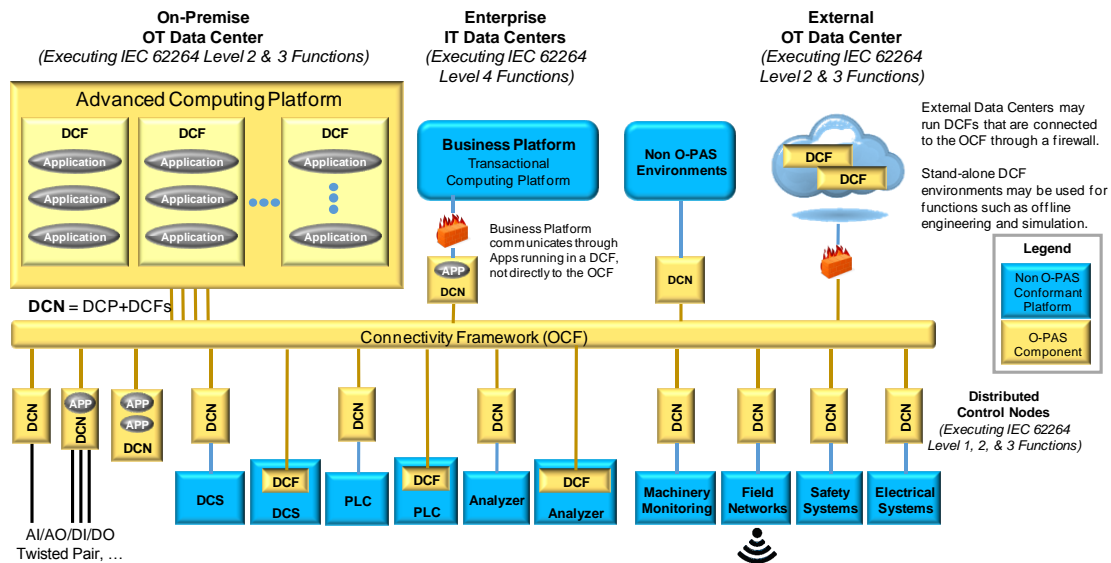 On-Premise
OT Data Center
(Executing IEC 62264 Level 2 & 3 Functions)
Enterprise
IT Data Centers
(Executing IEC 62264
Level 4 Functions)
External
OT Data Center
(Executing IEC 62264
Level 2 & 3 Functions)
Advanced Computing Platform
DCF
Application
Application
Application
DCF
Application
Application
Application
DCF
Application
Application
Business Platform
Transactional
Computing Platform
Non O-PAS
Environments
DCF
DCF
External Data Centers may
run DCFs that are connected
to the OCF through a firewall.
Stand-alone DCF
environments may be used for
functions such as offline
engineering and simulation.
Business Platform
communicates through
Apps running in a DCF,
not directly to the OCF
APP
DCN
DCN
Legend
Non O-PAS
Conformant
Platform
O-PAS
Component
DCN = DCP+DCFs
Connectivity Framework (OCF)
DCN
APP
DCN
APP
APP
DCN
DCN
DCN
DCN
DCN
DCN
DCN
DCN
Distributed
Control Nodes
(Executing IEC 62264
Level 1, 2, & 3 Functions)
DCS
DCF
DCS
PLC
DCF
PLC
Analyzer
DCF
Analyzer
Machinery
Monitoring
Field
Networks
Safety
Systems
Electrical
Systems
AI/AO/DI/DO
Twisted Pair, …